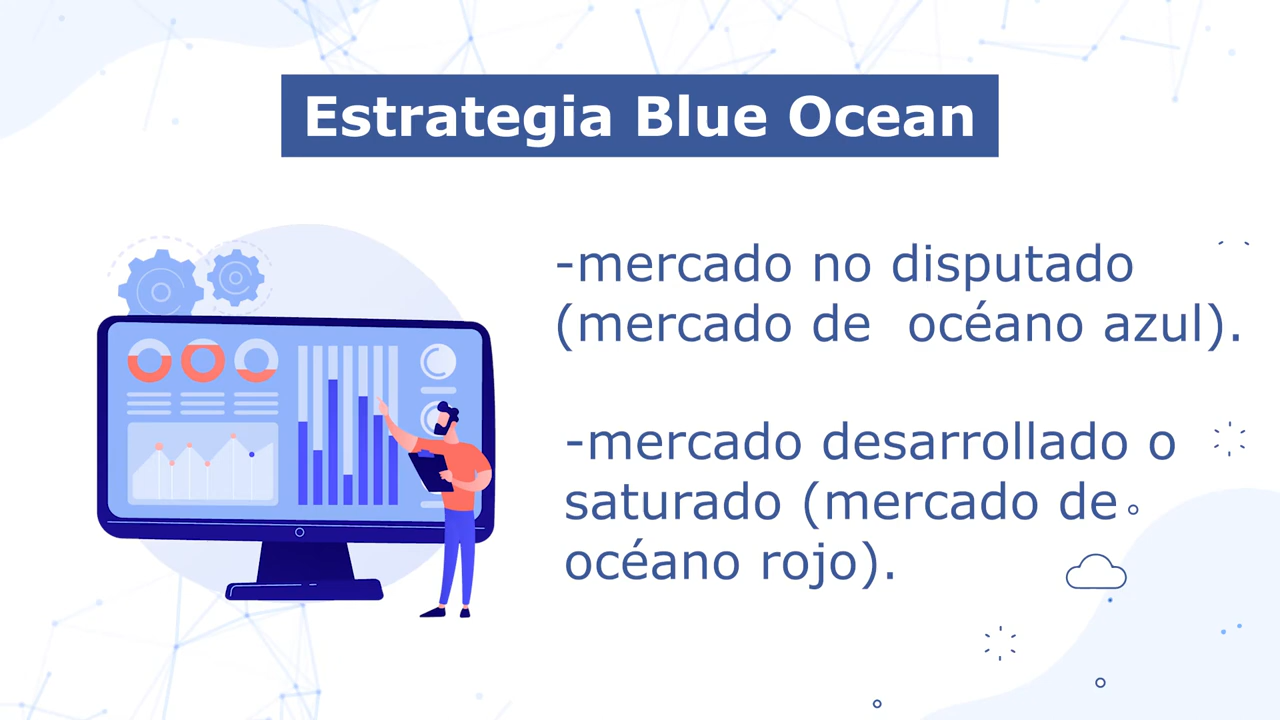 Estrategia Blue Ocean
-mercado no disputado
(mercado de  océano azul).
-mercado desarrollado o
saturado (mercado de
océano rojo).